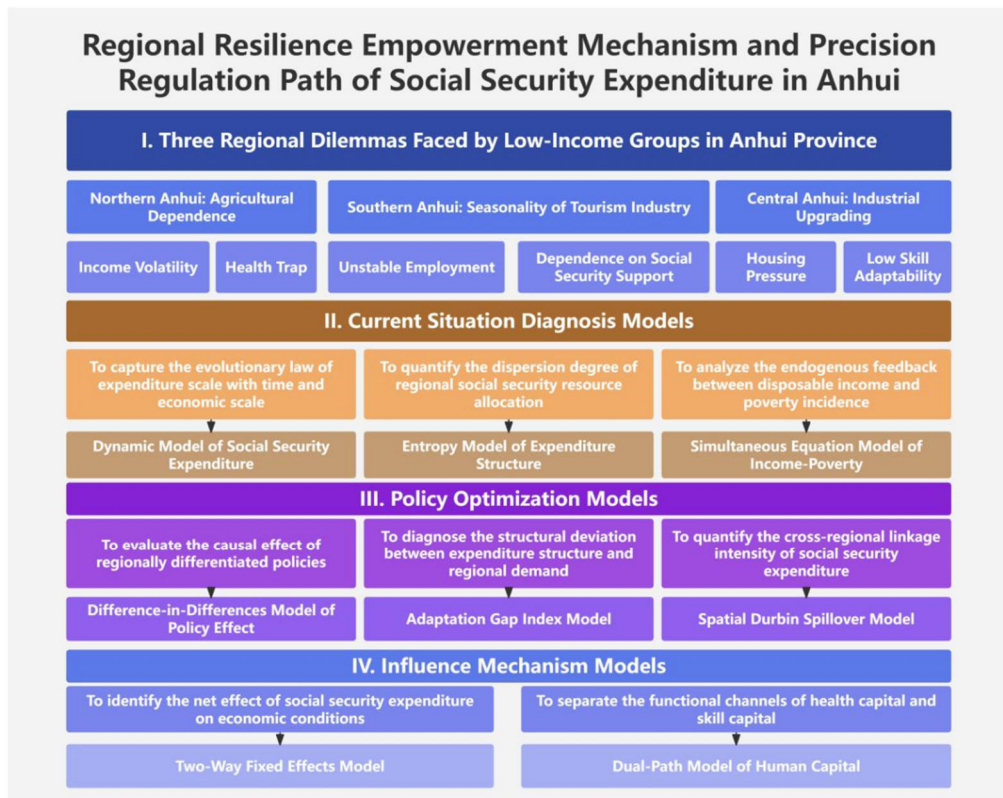 Regional Resilience Empowerment Mechanism and Precision
Regulation Path of Social Security Expenditure in Anhui
I. Three Regional Dilemmas Faced by Low-Income Groups in Anhui Province
Northern Anhui: Agricultural
Dependence
Southern Anhui: Seasonality of Tourism Industry
Central Anhui: Industrial
Upgrading
Income Volatility
Health Trap
Unstable Employment
Dependence on Social
Security Support
Housing
Pressure
Low Skill
Adaptability
II. Current Situation Diagnosis Models
To capture the evolutionary law of
expenditure scale with time and
economic scale
To quantify the dispersion degree of
regional social security resource
allocation
To analyze the endogenous feedback
between disposable income and
poverty incidence
Dynamic Model of Social Security
Expenditure
Entropy Model of Expenditure
Structure
Simultaneous Equation Model of
Income-Poverty
III. Policy Optimization Models
To evaluate the causal effect of
regionally differentiated policies
To diagnose the structural deviation
between expenditure structure and
regional demand
To quantify the cross-regional linkage
intensity of social security
expenditure
Difference-in-Differences Model of
Policy Effect
Adaptation Gap Index Model
Spatial Durbin Spillover Model
IV. Influence Mechanism Models
To identify the net effect of social security expenditure
on economic conditions
To separate the functional channels of health capital and
skill capital
Two-Way Fixed Effects Model
Dual-Path Model of Human Capital